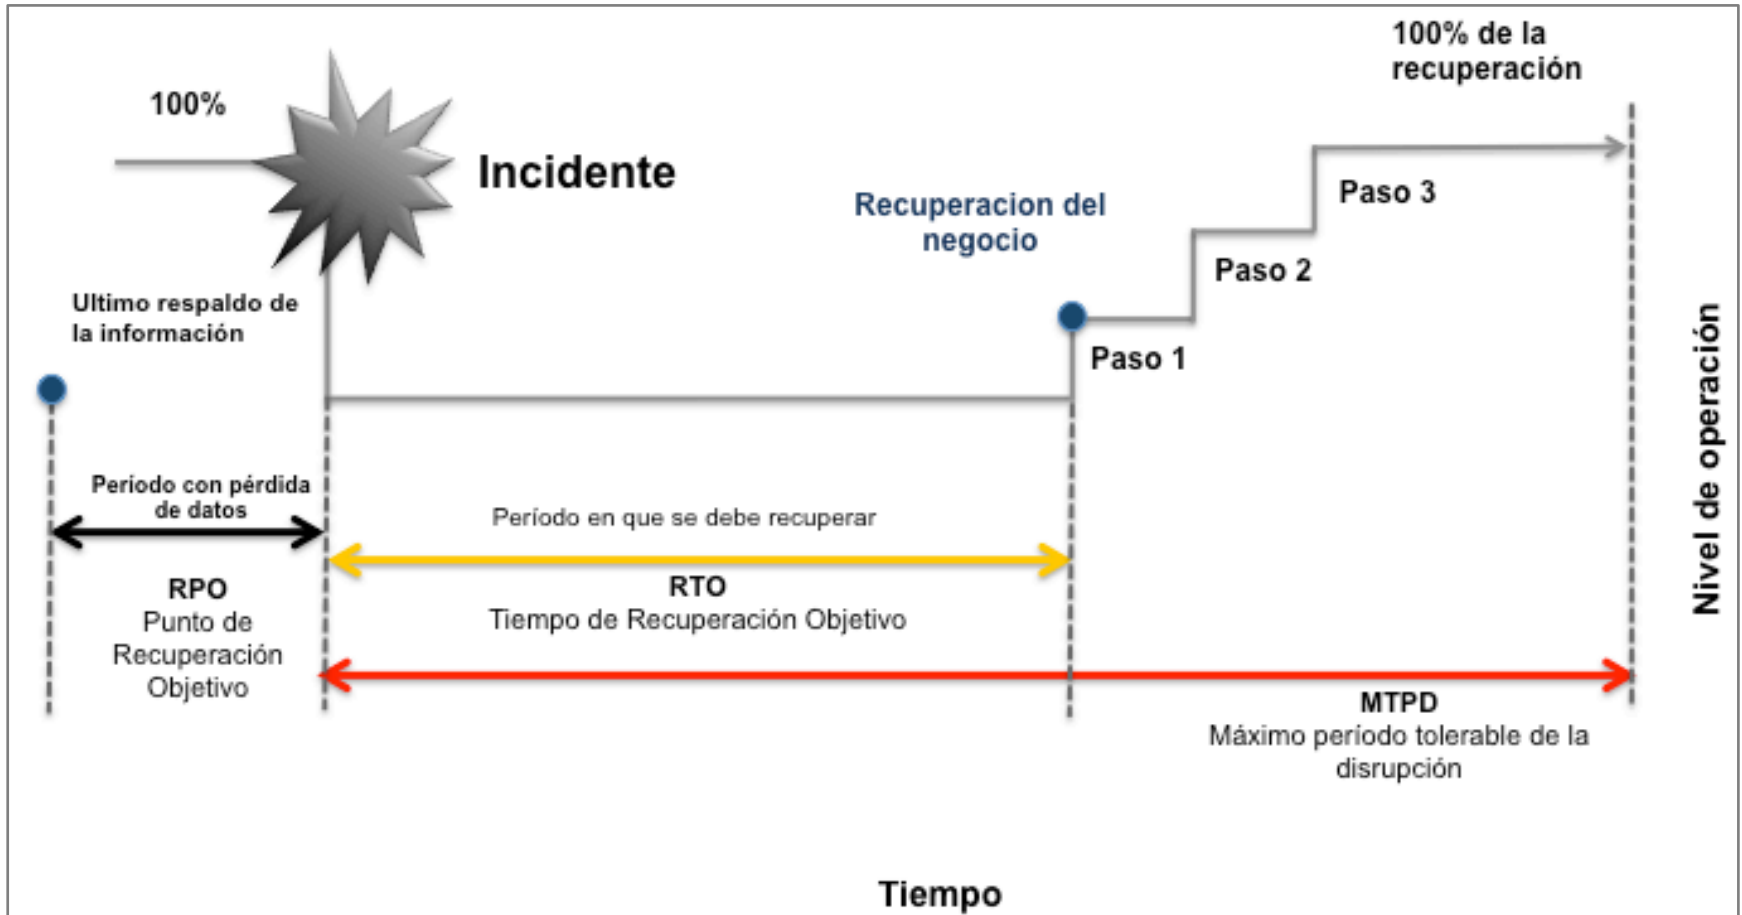 100% de la
recuperación
100%
Incidente
Recuperacion del
negocio
Paso 3
Paso 2
Ultimo respaldo de
la información
Paso 1
Nivel de operación
Período con pérdida
de datos
Período en que se debe recuperar
RPO
Punto de
Recuperación
Objetivo
RTO
Tiempo de Recuperación Objetivo
MTPD
Máximo período tolerable de la
disrupción
Tiempo